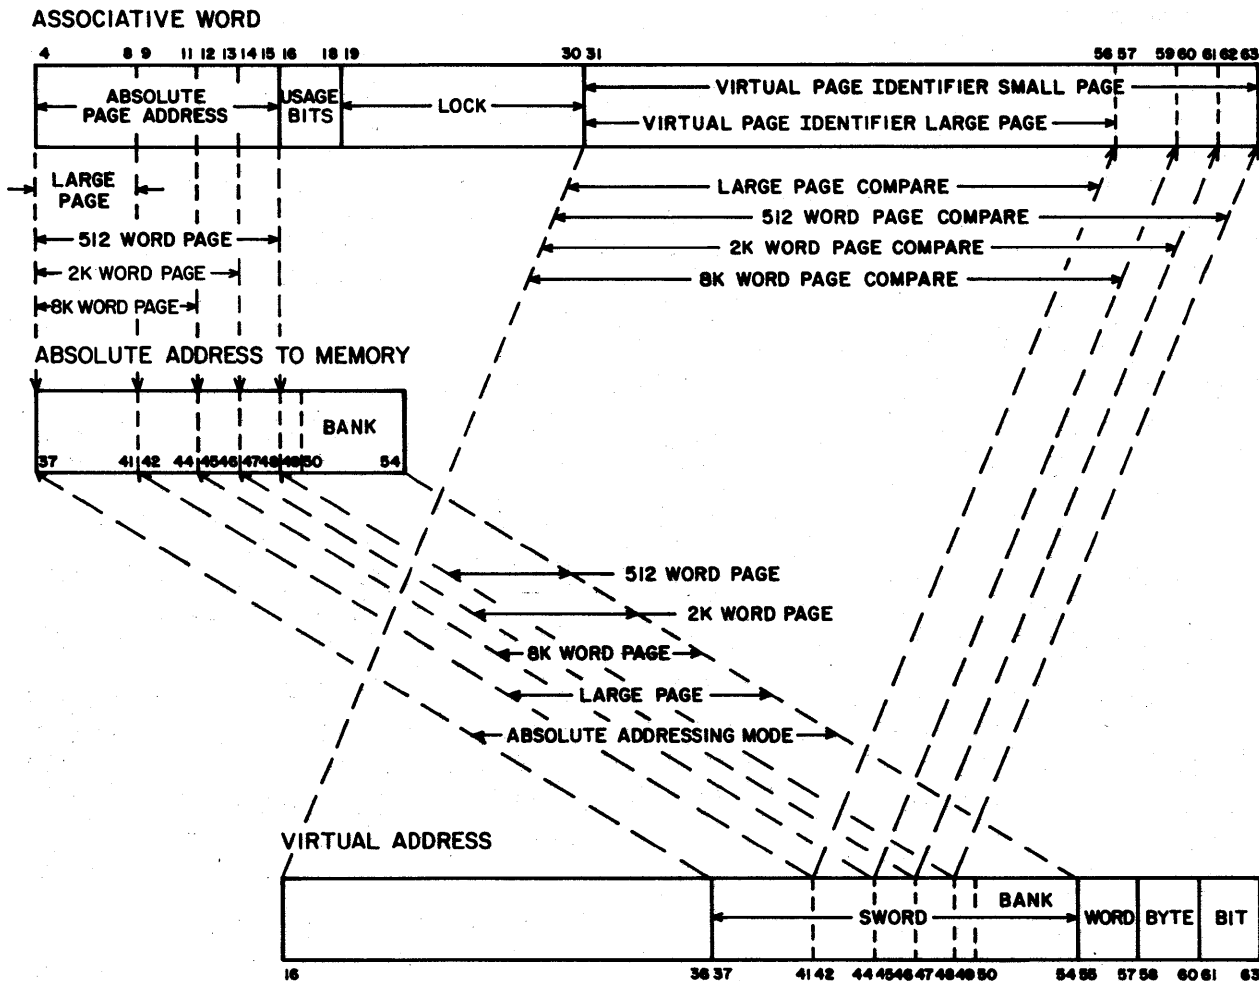 ASSOCIATIVE WORD
4 8 9 11 12 13 14 15 16 18 19 30 31 56 57 59 60 61 62 63
ABSOLUTE PAGE ADDRESS
USAGE BITS
LOCK
VIRTUAL PAGE IDENTIFIER SMALL PAGE
VIRTUAL PAGE IDENTIFIER LARGE PAGE
LARGE PAGE
LARGE PAGE COMPARE
512 WORD PAGE
512 WORD PAGE COMPARE
2K WORD PAGE
2K WORD PAGE COMPARE
8K WORD PAGE
8K WORD PAGE COMPARE
ABSOLUTE ADDRESS TO MEMORY
BANK
37 41 42 44 45 46 47 48 49 50 54
512 WORD PAGE
2K WORD PAGE
8K WORD PAGE
LARGE PAGE
ABSOLUTE ADDRESSING MODE
VIRTUAL ADDRESS
SWORD
BANK
WORD
BYTE
BIT
16 36 37 41 42 44 45 46 47 48 49 50 54 55 57 58 60 61 63